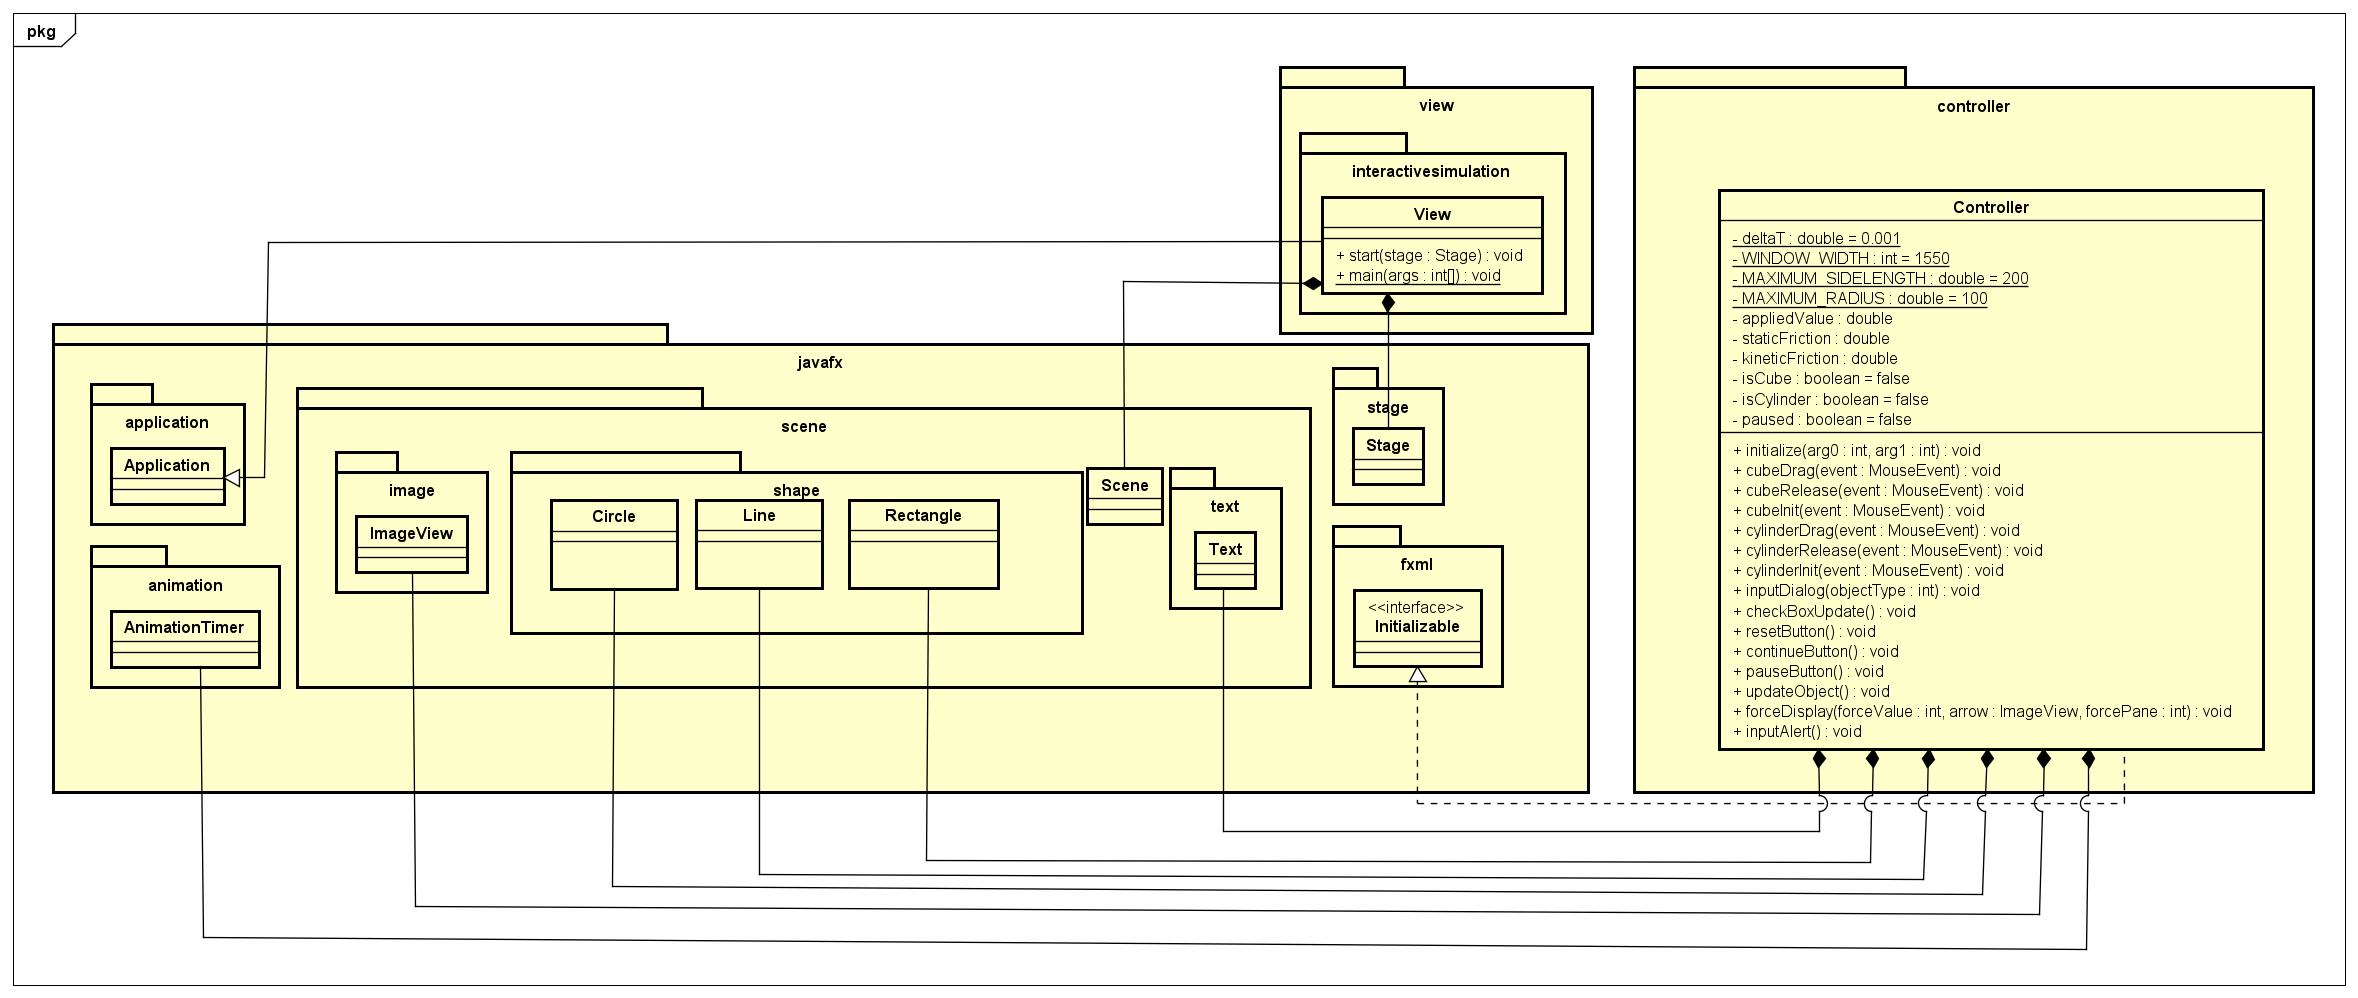 pkg
view
interactivesimulation
View
+ start(stage : Stage) : void
+ main(args : int[]) : void
controller
Controller
- deltaT : double = 0.001
- WINDOW_WIDTH : int = 1550
- MAXIMUM_SIDELENGTH : double = 200
- MAXIMUM_RADIUS : double = 100
- appliedValue : double
- staticFriction : double
- kineticFriction : double
- isCube : boolean = false
- isCylinder : boolean = false
- paused : boolean = false
+ initialize(arg0 : int, arg1 : int) : void
+ cubeDrag(event : MouseEvent) : void
+ cubeRelease(event : MouseEvent) : void
+ cubeInit(event : MouseEvent) : void
+ cylinderDrag(event : MouseEvent) : void
+ cylinderRelease(event : MouseEvent) : void
+ cylinderInit(event : MouseEvent) : void
+ inputDialog(objectType : int) : void
+ checkBoxUpdate() : void
+ resetButton() : void
+ continueButton() : void
+ pauseButton() : void
+ updateObject() : void
+ forceDisplay(forceValue : int, arrow : ImageView, forcePane : int) : void
+ inputAlert() : void
javafx
application
Application
animation
AnimationTimer
scene
image
ImageView
shape
Circle
Line
Rectangle
Scene
text
Text
stage
Stage
fxml
<<interface>>
Initializable